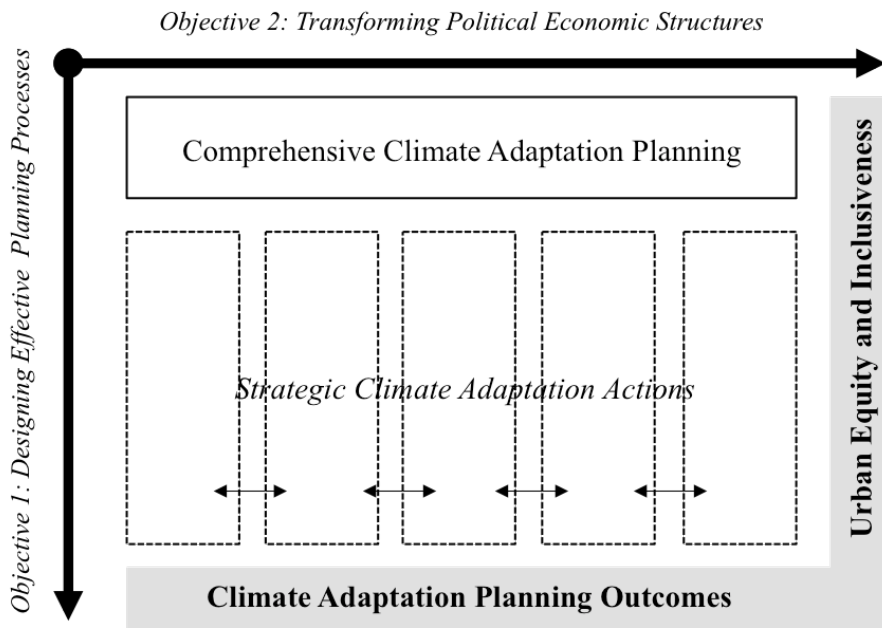 Objective 2: Transforming Political Economic Structures
Objective 1: Designing Effective Planning Processes
Comprehensive Climate Adaptation Planning
Strategic Climate Adaptation Actions
Urban Equity and Inclusiveness
Climate Adaptation Planning Outcomes